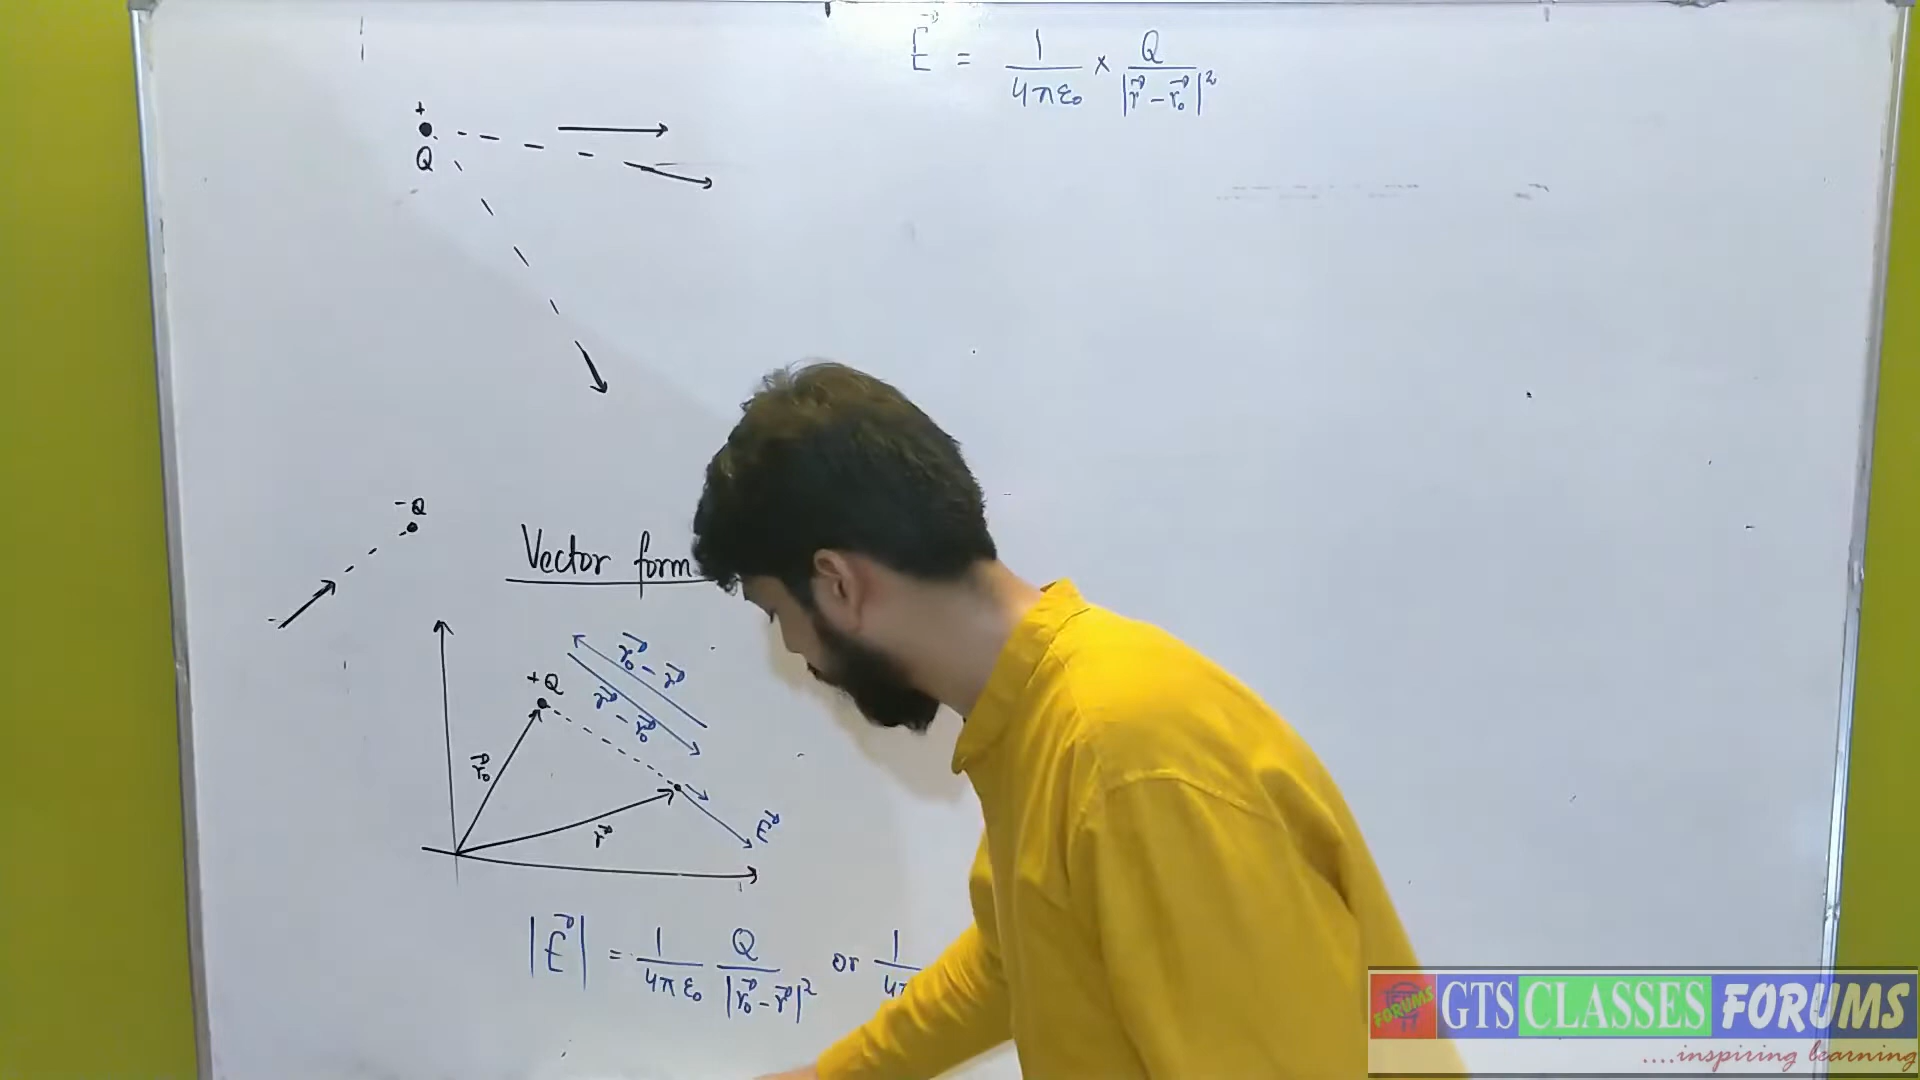 E⃗ = 1/4πε₀ × Q/|r⃗ - r⃗₀|²
+
Q
-Q
Vector form
r⃗₀ - r⃗
r⃗ - r⃗₀
+Q
r⃗₀
r⃗
E⃗
|E⃗| = 1/4πε₀ Q/|r⃗₀ - r⃗|² or 1/4π
FORUMS GTS CLASSES FORUMS
....inspiring learning